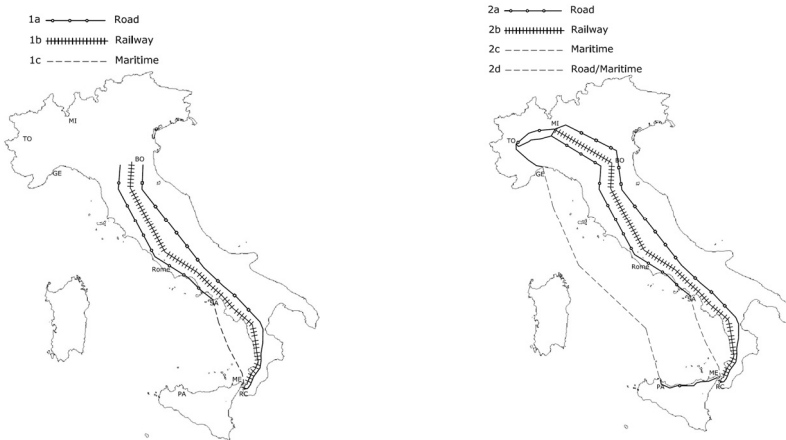 1a Road
1b Railway
1c Maritime
MI
TO
BO
GE
Rome
SA
ME
PA
RC
2a Road
2b Railway
2c Maritime
2d Road/Maritime
MI
TO
BO
GE
Rome
SA
ME
PA
RC